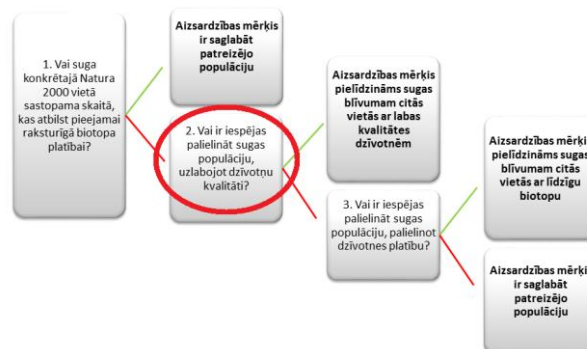 1. Vai suga
konkrētajā Natura
2000 vietā
sastopama skaitā,
kas atbilst pieejamai
raksturīgā biotopa
platībai?
Aizsardzības mērķis
ir saglabāt
patreizējo
populāciju
2. Vai ir iespējas
palielināt sugas
populāciju,
uzlabojot dzīvotņu
kvalitāti?
Aizsardzības mērķis
pielīdzināms sugas
blīvumam citās
vietās ar labas
kvalitātes
dzīvotnēm
3. Vai ir iespējas
palielināt sugas
populāciju, palielinot
dzīvotnes platību?
Aizsardzības mērķis
pielīdzināms sugas
blīvumam citās
vietās ar līdzīgu
biotopu
Aizsardzības mērķis
ir saglabāt
patreizējo
populāciju